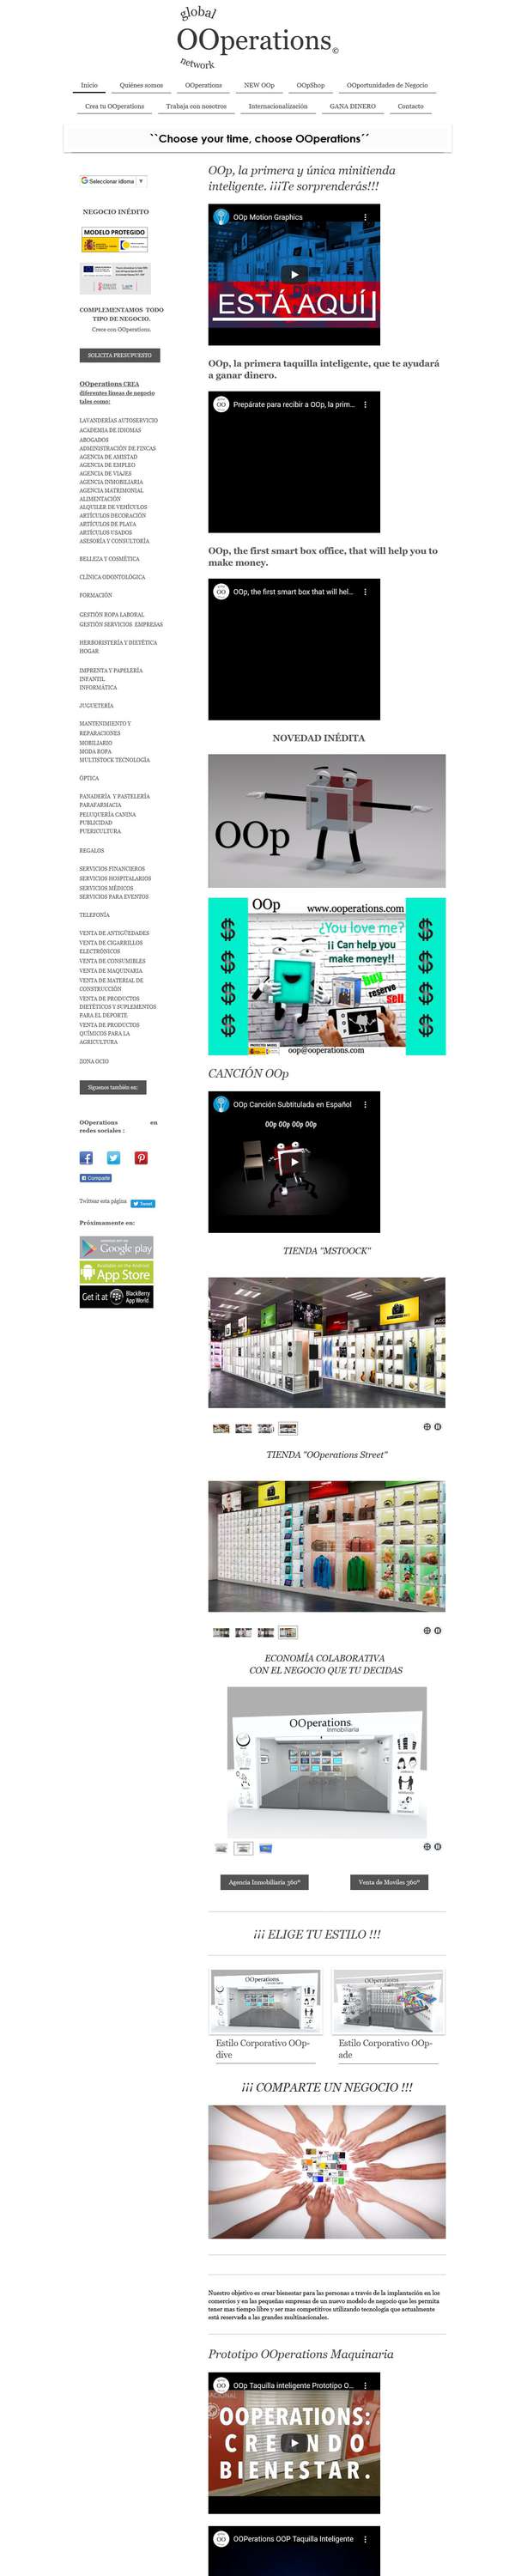 global
OOperations©
network
Inicio
Quiénes somos
OOperations
NEW OOp
OOpShop
OOportunidades de Negocio
Crea tu OOperations
Trabaja con nosotros
Internacionalización
GANA DINERO
Contacto
``Choose your time, choose OOperations´´
Seleccionar idioma ▼
NEGOCIO INÉDITO
MODELO PROTEGIDO
COMPLEMENTAMOS TODO
TIPO DE NEGOCIO.
Crece con OOperations.
SOLICITA PRESUPUESTO
OOperations CREA
diferentes líneas de negocio
tales como:
LAVANDERÍAS AUTOSERVICIO
ACADEMIA DE IDIOMAS
ABOGADOS
ADMINISTRACIÓN DE FINCAS
AGENCIA DE AMISTAD
AGENCIA DE EMPLEO
AGENCIA DE VIAJES
AGENCIA INMOBILIARIA
AGENCIA MATRIMONIAL
ALIMENTACIÓN
ALQUILER DE VEHÍCULOS
ARTÍCULOS DECORACIÓN
ARTÍCULOS DE PLAYA
ARTÍCULOS USADOS
ASESORÍA Y CONSULTORÍA
BELLEZA Y COSMÉTICA
CLÍNICA ODONTOLÓGICA
FORMACIÓN
GESTIÓN ROPA LABORAL
GESTIÓN SERVICIOS EMPRESAS
HERBORISTERÍA Y DIETÉTICA
HOGAR
IMPRENTA Y PAPELERÍA
INFANTIL
INFORMÁTICA
JUGUETERÍA
MANTENIMIENTO Y
REPARACIONES
MOBILIARIO
MODA ROPA
MULTISTOCK TECNOLOGÍA
ÓPTICA
PANADERÍA Y PASTELERÍA
PARAFARMACIA
PELUQUERÍA CANINA
PUBLICIDAD
PUERICULTURA
REGALOS
SERVICIOS FINANCIEROS
SERVICIOS HOSPITALARIOS
SERVICIOS MÉDICOS
SERVICIOS PARA EVENTOS
TELEFONÍA
VENTA DE ANTIGÜEDADES
VENTA DE CIGARRILLOS
ELECTRÓNICOS
VENTA DE CONSUMIBLES
VENTA DE MAQUINARIA
VENTA DE MATERIAL DE
CONSTRUCCIÓN
VENTA DE PRODUCTOS
DIETÉTICOS Y SUPLEMENTOS
PARA EL DEPORTE
VENTA DE PRODUCTOS
QUÍMICOS PARA LA
AGRICULTURA
ZONA OCIO
Síguenos también en:
OOperations en
redes sociales :
Compartir
Twittear esta página
Tweet
Próximamente en:
Google play
Available on the Android
App Store
Get it at BlackBerry
App World
OOp, la primera y única minitienda
inteligente. ¡¡¡Te sorprenderás!!!
OOp Motion Graphics
ESTÁ AQUÍ
OOp, la primera taquilla inteligente, que te ayudará
a ganar dinero.
Prepárate para recibir a OOp, la prim...
OOp, the first smart box office, that will help you to
make money.
OOp, the first smart box that will hel...
NOVEDAD INÉDITA
OOp
OOp
www.ooperations.com
¿You love me?
¡¡ Can help you
make money!!
buy
reserve
sell
oop@ooperations.com
CANCIÓN OOp
OOp Canción Subtitulada en Español
OOp OOp OOp OOp
TIENDA "MSTOOCK"
TIENDA "OOperations Street"
ECONOMÍA COLABORATIVA
CON EL NEGOCIO QUE TU DECIDAS
OOperations
Inmobiliaria
Agencia Inmobiliaria 360º
Venta de Moviles 360º
¡¡¡ ELIGE TU ESTILO !!!
OOperations
OOperations
Estilo Corporativo OOp-
dive
Estilo Corporativo OOp-
ade
¡¡¡ COMPARTE UN NEGOCIO !!!
Nuestro objetivo es crear bienestar para las personas a través de la implantación en los
comercios y en las pequeñas empresas de un nuevo modelo de negocio que les permita
tener mas tiempo libre y ser mas competitivos utilizando tecnología que actualmente
está reservada a las grandes multinacionales.
Prototipo OOperations Maquinaria
OOp Taquilla inteligente Prototipo O...
OOPERATIONS:
CREANDO
BIENESTAR.
OOPerations OOP Taquilla Inteligente